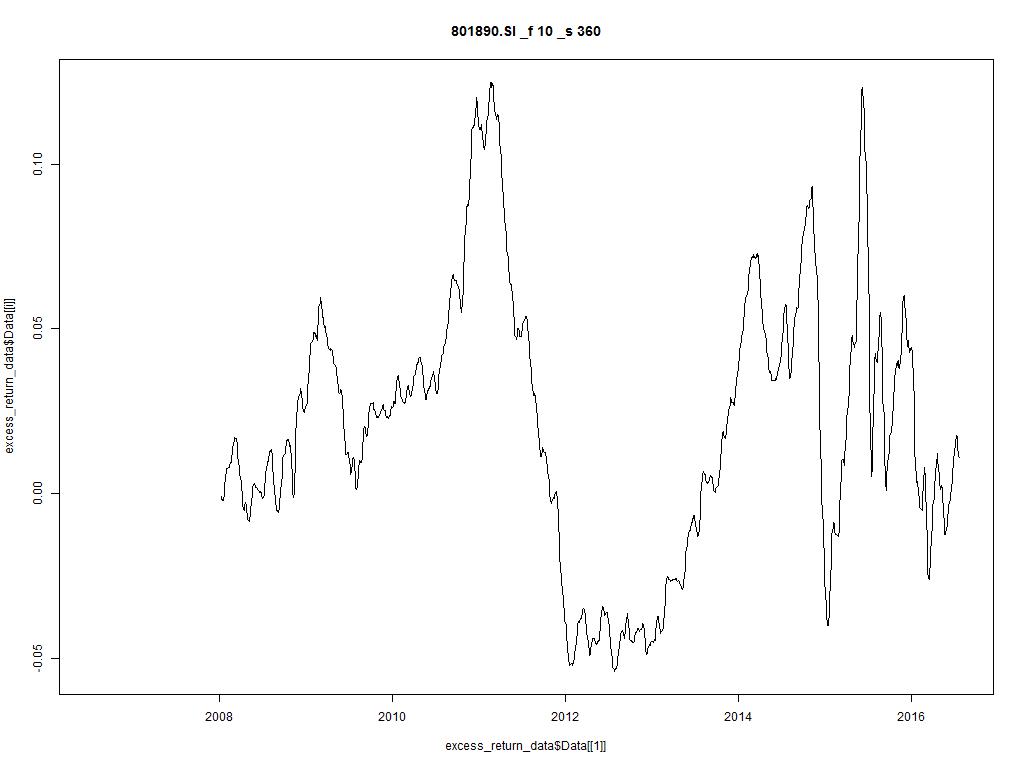 801890.SI _f 10 _s 360
0.10
0.05
0.00
-0.05
excess_return_data$Data[[i]]
2008 2010 2012 2014 2016
excess_return_data$Data[[1]]